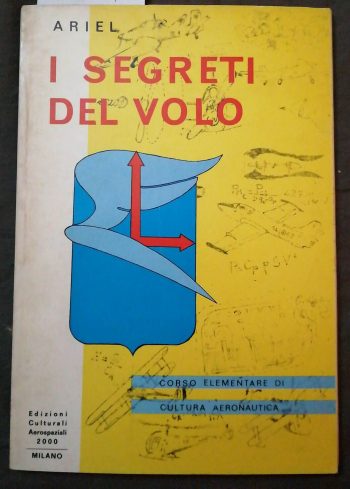 ARIEL
I SEGRETI
DEL VOLO
CORSO ELEMENTARE DI
CULTURA AERONAUTICA
Edizioni
Culturali
Aerospaziali
2000
MILANO